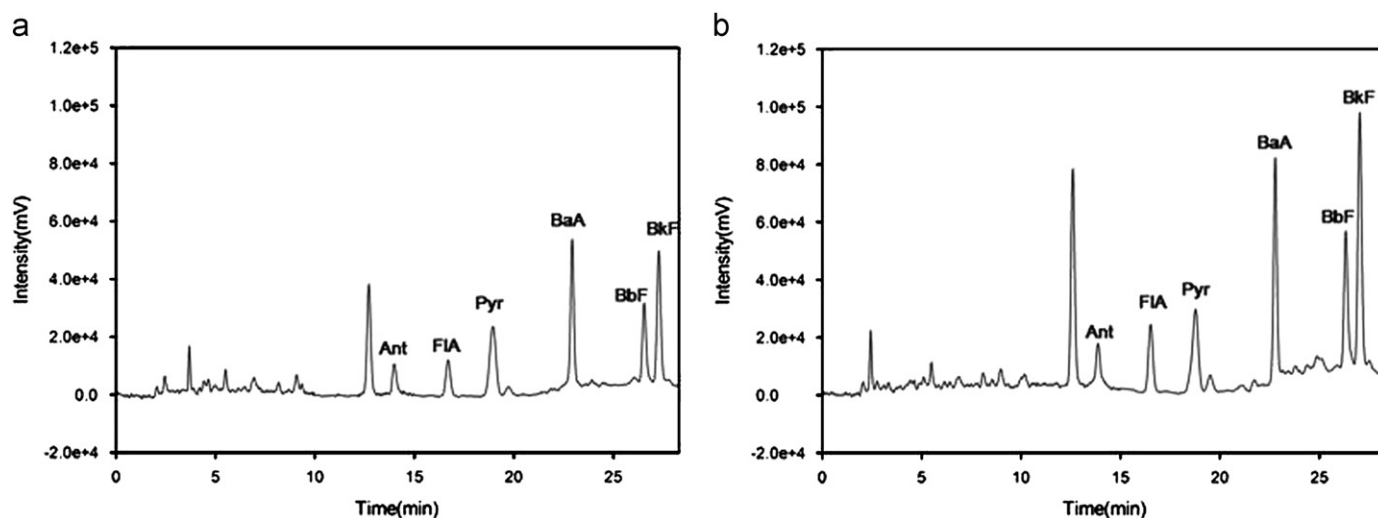 a
1.2e+5
1.0e+5
8.0e+4
6.0e+4
4.0e+4
2.0e+4
0.0
-2.0e+4
Intensity(mV)
Ant
FlA
Pyr
BaA
BbF
BkF
0 5 10 15 20 25
Time(min)
b
1.2e+5
1.0e+5
8.0e+4
6.0e+4
4.0e+4
2.0e+4
0.0
-2.0e+4
Intensity(mV)
Ant
FlA
Pyr
BaA
BbF
BkF
0 5 10 15 20 25
Time(min)